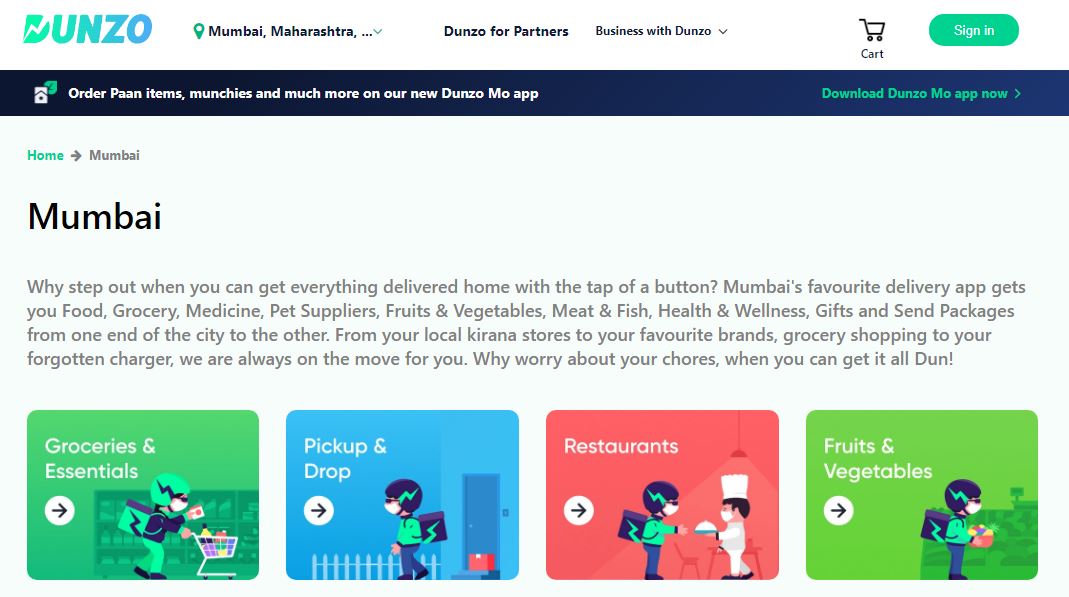 DUNZO
Mumbai, Maharashtra, ...
Dunzo for Partners
Business with Dunzo
Cart
Sign in
Order Paan items, munchies and much more on our new Dunzo Mo app
Download Dunzo Mo app now
Home
Mumbai
Mumbai
Why step out when you can get everything delivered home with the tap of a button? Mumbai's favourite delivery app gets
you Food, Grocery, Medicine, Pet Suppliers, Fruits & Vegetables, Meat & Fish, Health & Wellness, Gifts and Send Packages
from one end of the city to the other. From your local kirana stores to your favourite brands, grocery shopping to your
forgotten charger, we are always on the move for you. Why worry about your chores, when you can get it all Dun!
Groceries &
Essentials
Pickup &
Drop
Restaurants
Fruits &
Vegetables